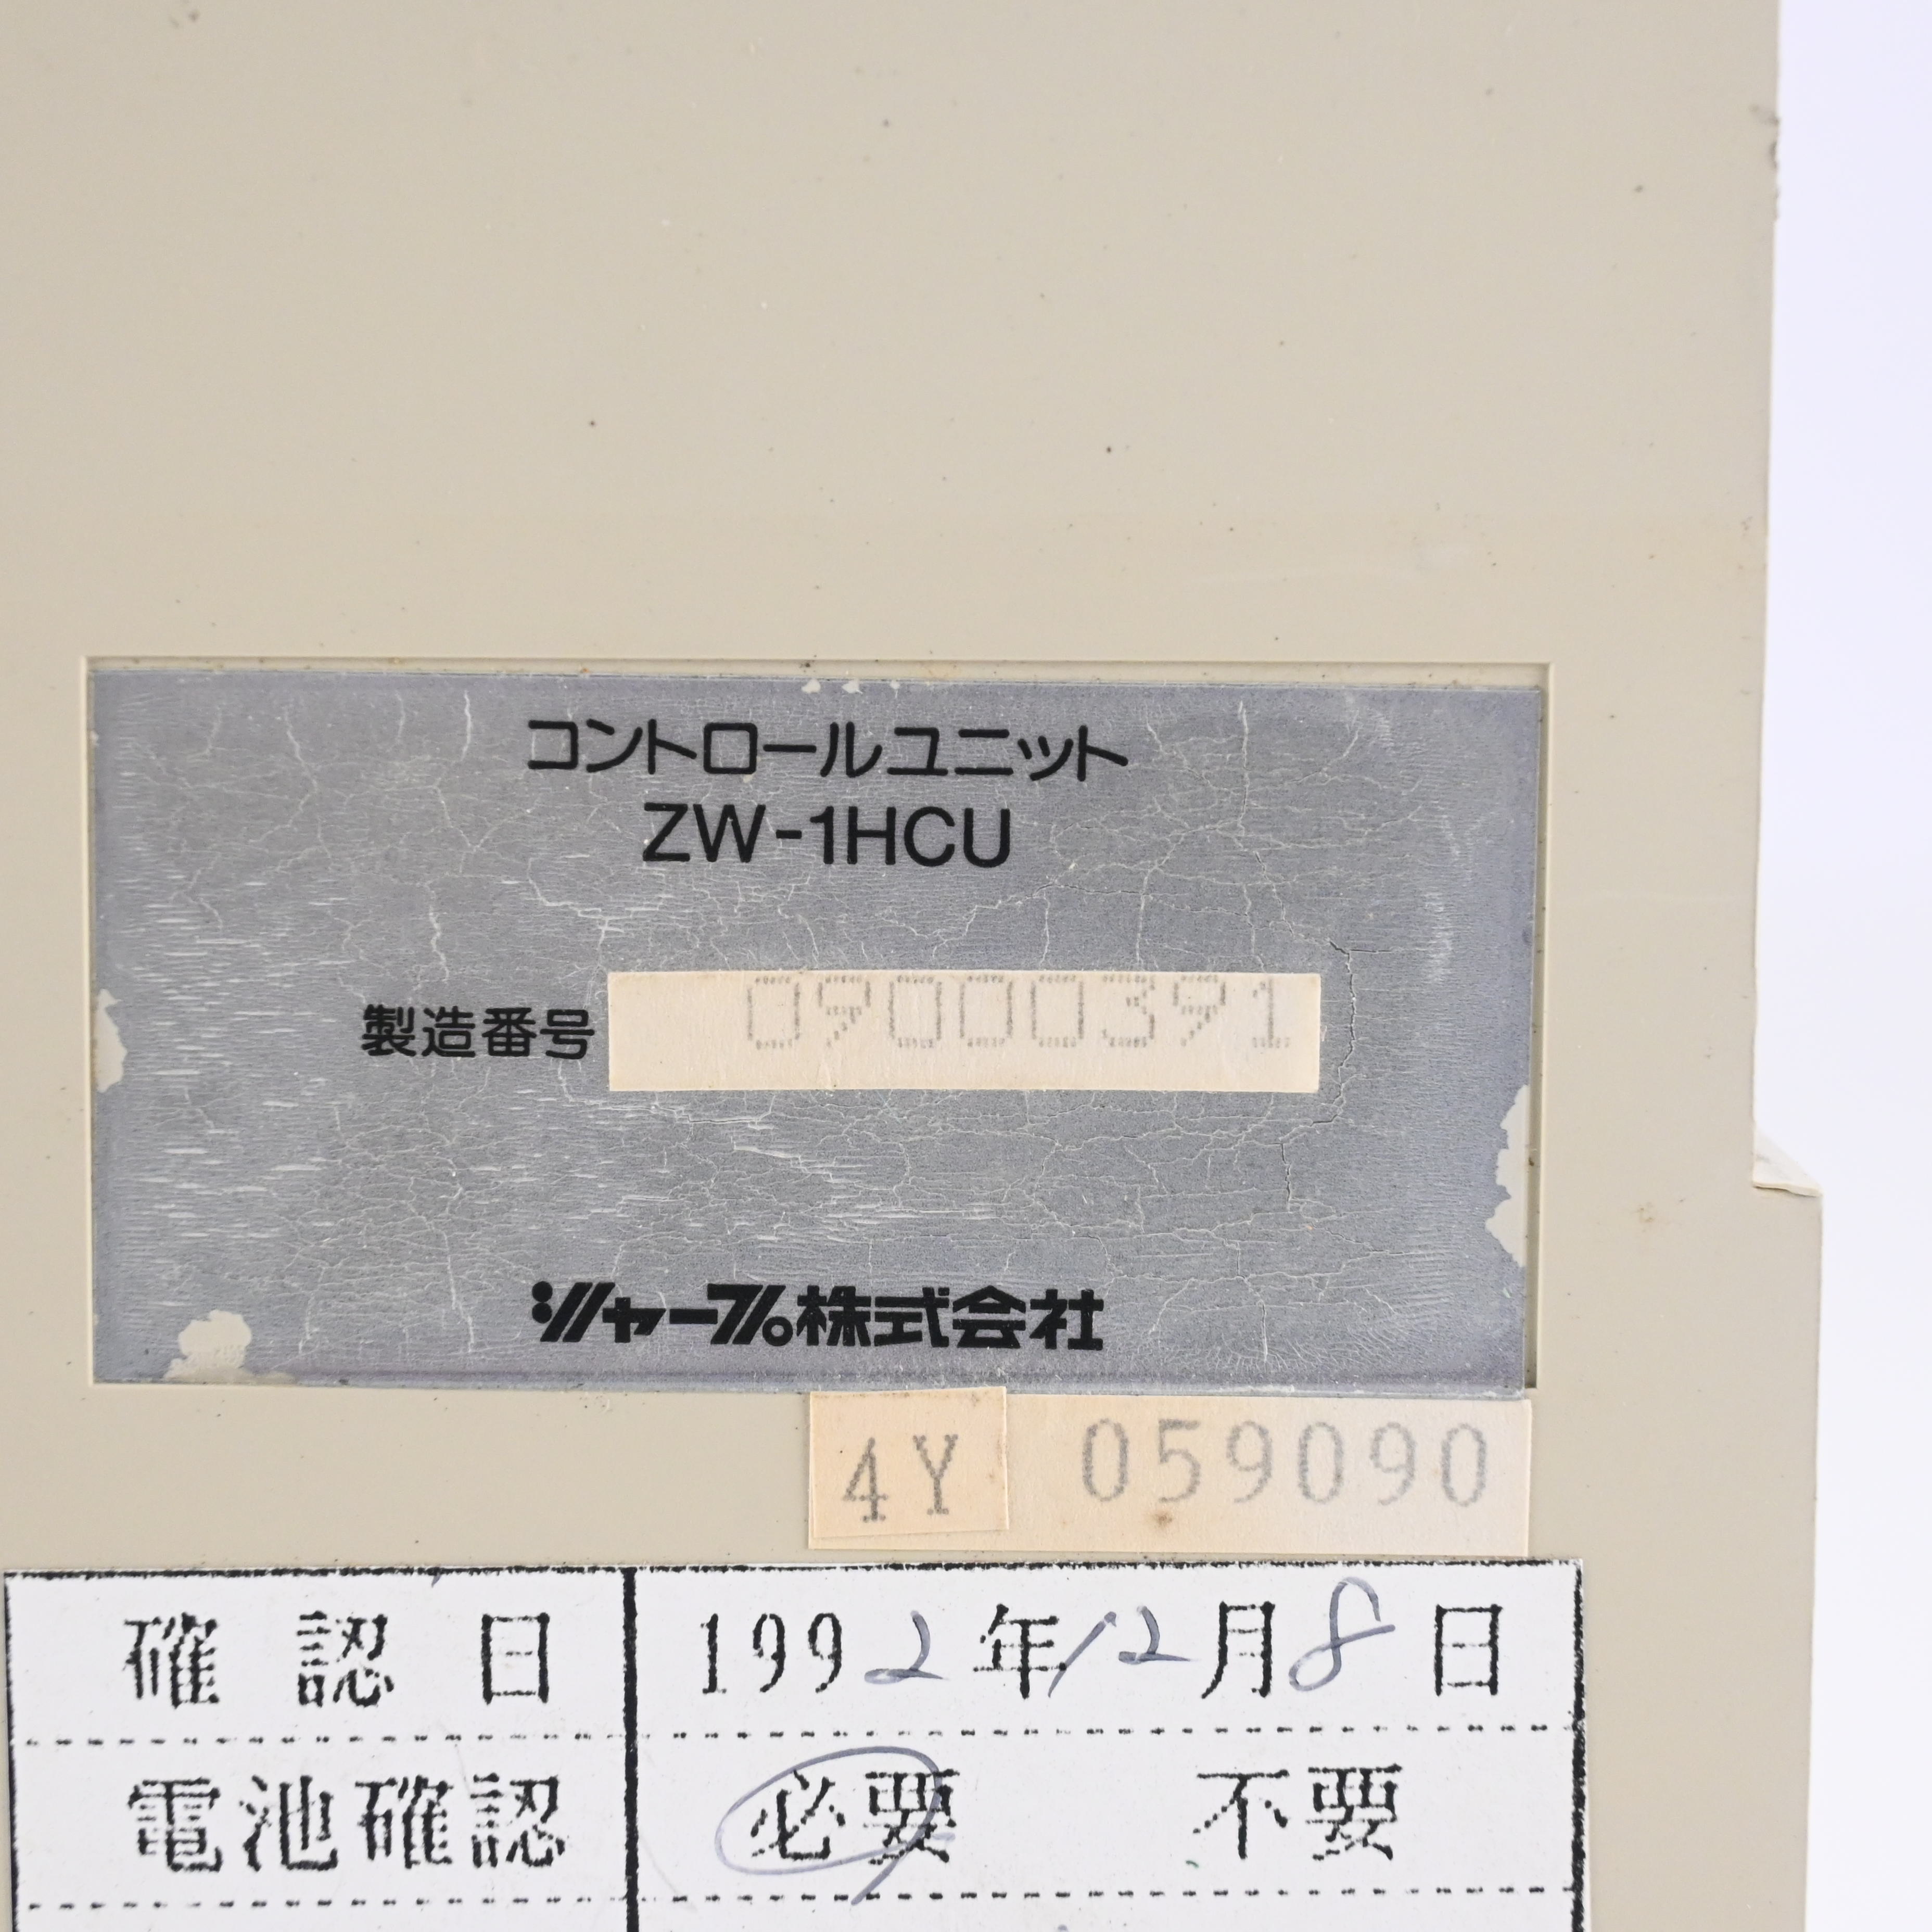 コントロールユニット
ZW-1HCU
製造番号 09000391
シャープ株式会社
4Y 059090
確認日 1992年12月8日
電池確認 必要 不要